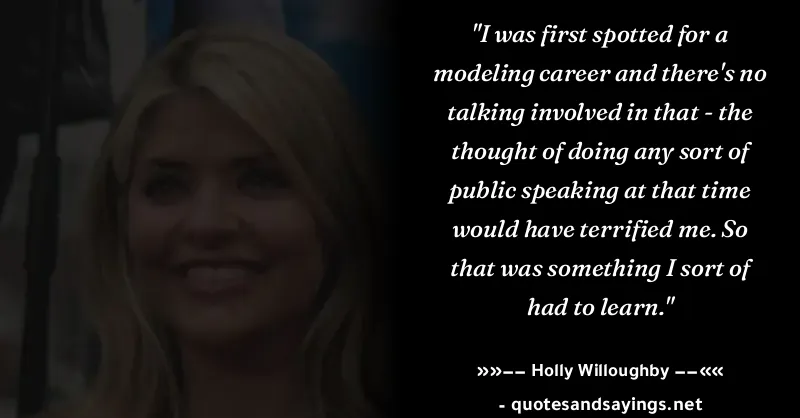 "I was first spotted for a
modeling career and there's no
talking involved in that - the
thought of doing any sort of
public speaking at that time
would have terrified me. So
that was something I sort of
had to learn."
»»–– Holly Willoughby ––««
- quotesandsayings.net